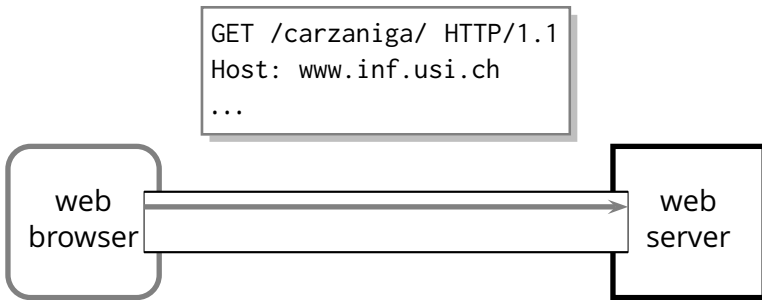 GET /carzaniga/ HTTP/1.1
Host: www.inf.usi.ch
...
web
browser
web
server